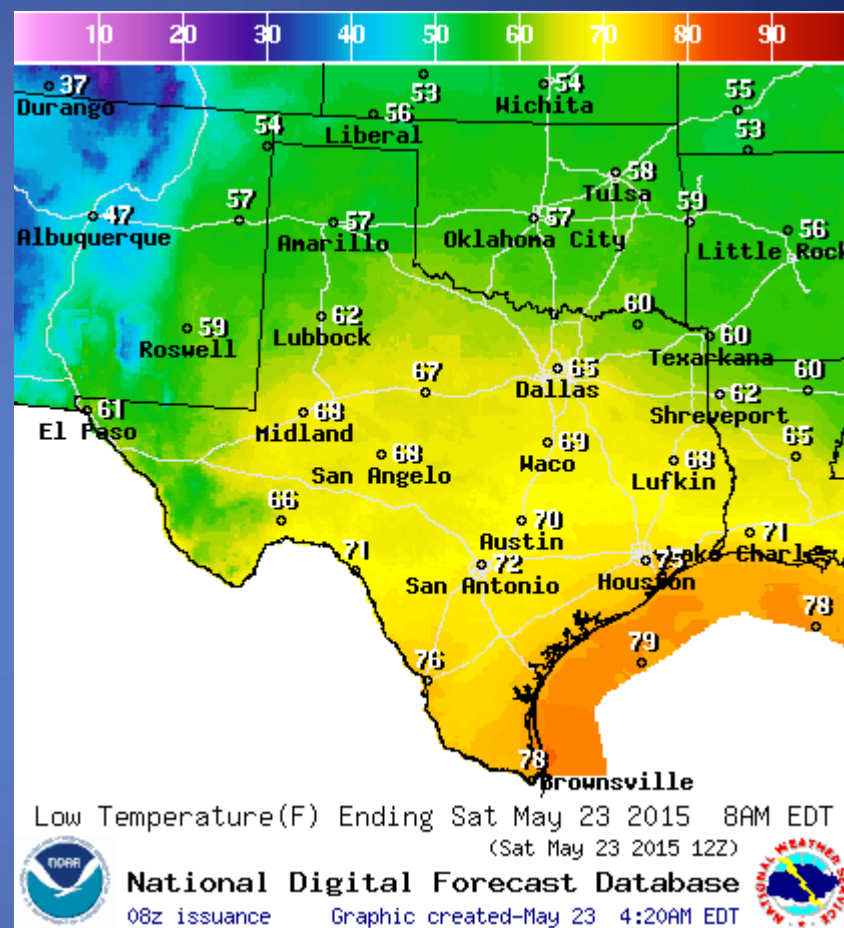 10 20 30 40 50 60 70 80 90
37
Durango
53
54
Wichita
55
56
Liberal
54
53
58
Tulsa
47
Albuquerque
57
57
Amarillo
57
Oklahoma City
59
56
Little Rock
59
Roswell
62
Lubbock
60
60
Texarkana
65
Dallas
67
62
Shreveport
60
61
El Paso
68
Midland
68
San Angelo
69
Waco
68
Lufkin
65
66
70
Austin
71
71
72
San Antonio
75
Houston
Lake Charles
76
79
78
78
Brownsville
Low Temperature(F) Ending Sat May 23 2015 8AM EDT
(Sat May 23 2015 12Z)
NOAA
National Digital Forecast Database
08z issuance Graphic created-May 23 4:20AM EDT
NATIONAL WEATHER SERVICE